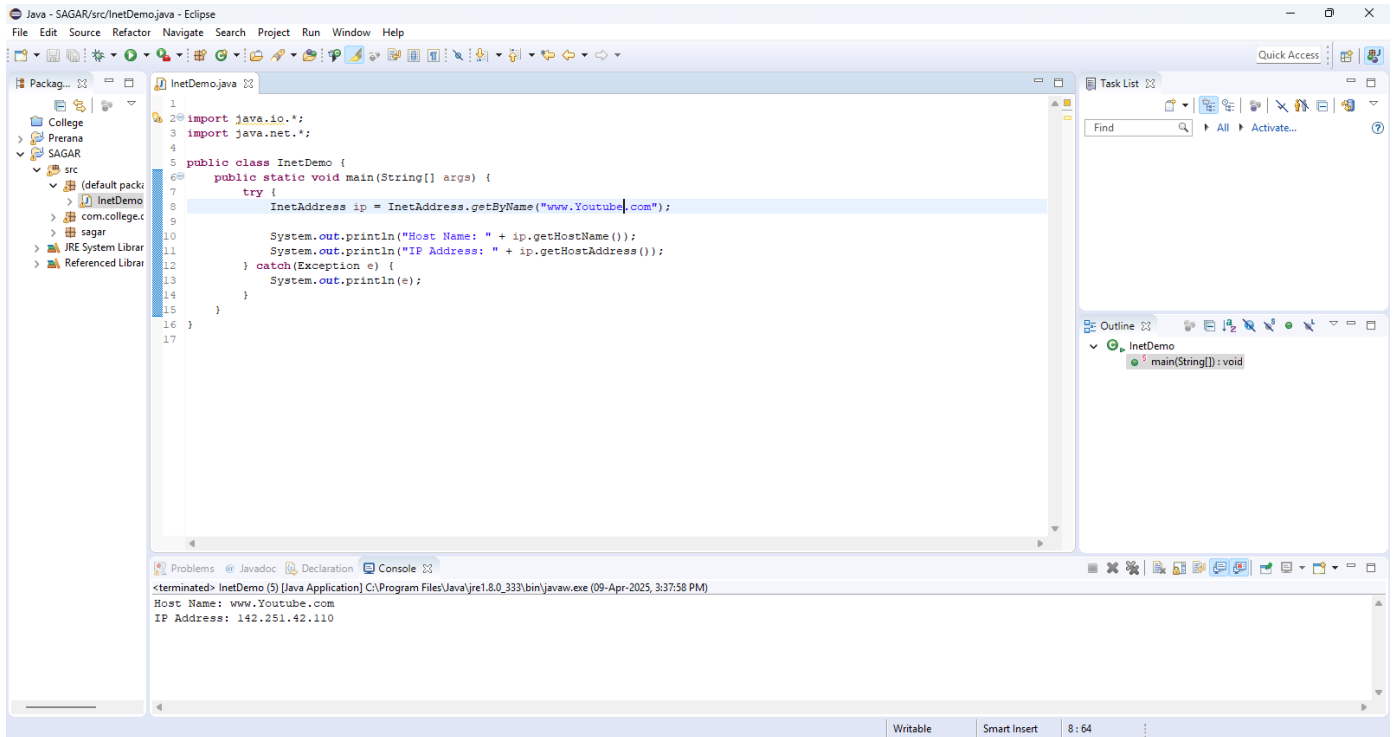 Java - SAGAR/src/InetDemo.java - Eclipse
File Edit Source Refactor Navigate Search Project Run Window Help
Quick Access
Packag...
College
Prerana
SAGAR
src
(default packa
InetDemo
com.college.c
sagar
JRE System Librar
Referenced Librar
InetDemo.java
1
2 import java.io.*;
3 import java.net.*;
4
5 public class InetDemo {
6 public static void main(String[] args) {
7 try {
8 InetAddress ip = InetAddress.getByName("www.Youtube.com");
9
10 System.out.println("Host Name: " + ip.getHostName());
11 System.out.println("IP Address: " + ip.getHostAddress());
12 } catch(Exception e) {
13 System.out.println(e);
14 }
15 }
16 }
17
Task List
Find All Activate...
Outline
InetDemo
main(String[]) : void
Problems @ Javadoc Declaration Console
<terminated> InetDemo (5) [Java Application] C:\Program Files\Java\jre1.8.0_333\bin\javaw.exe (09-Apr-2025, 3:37:58 PM)
Host Name: www.Youtube.com
IP Address: 142.251.42.110
Writable Smart Insert 8 : 64